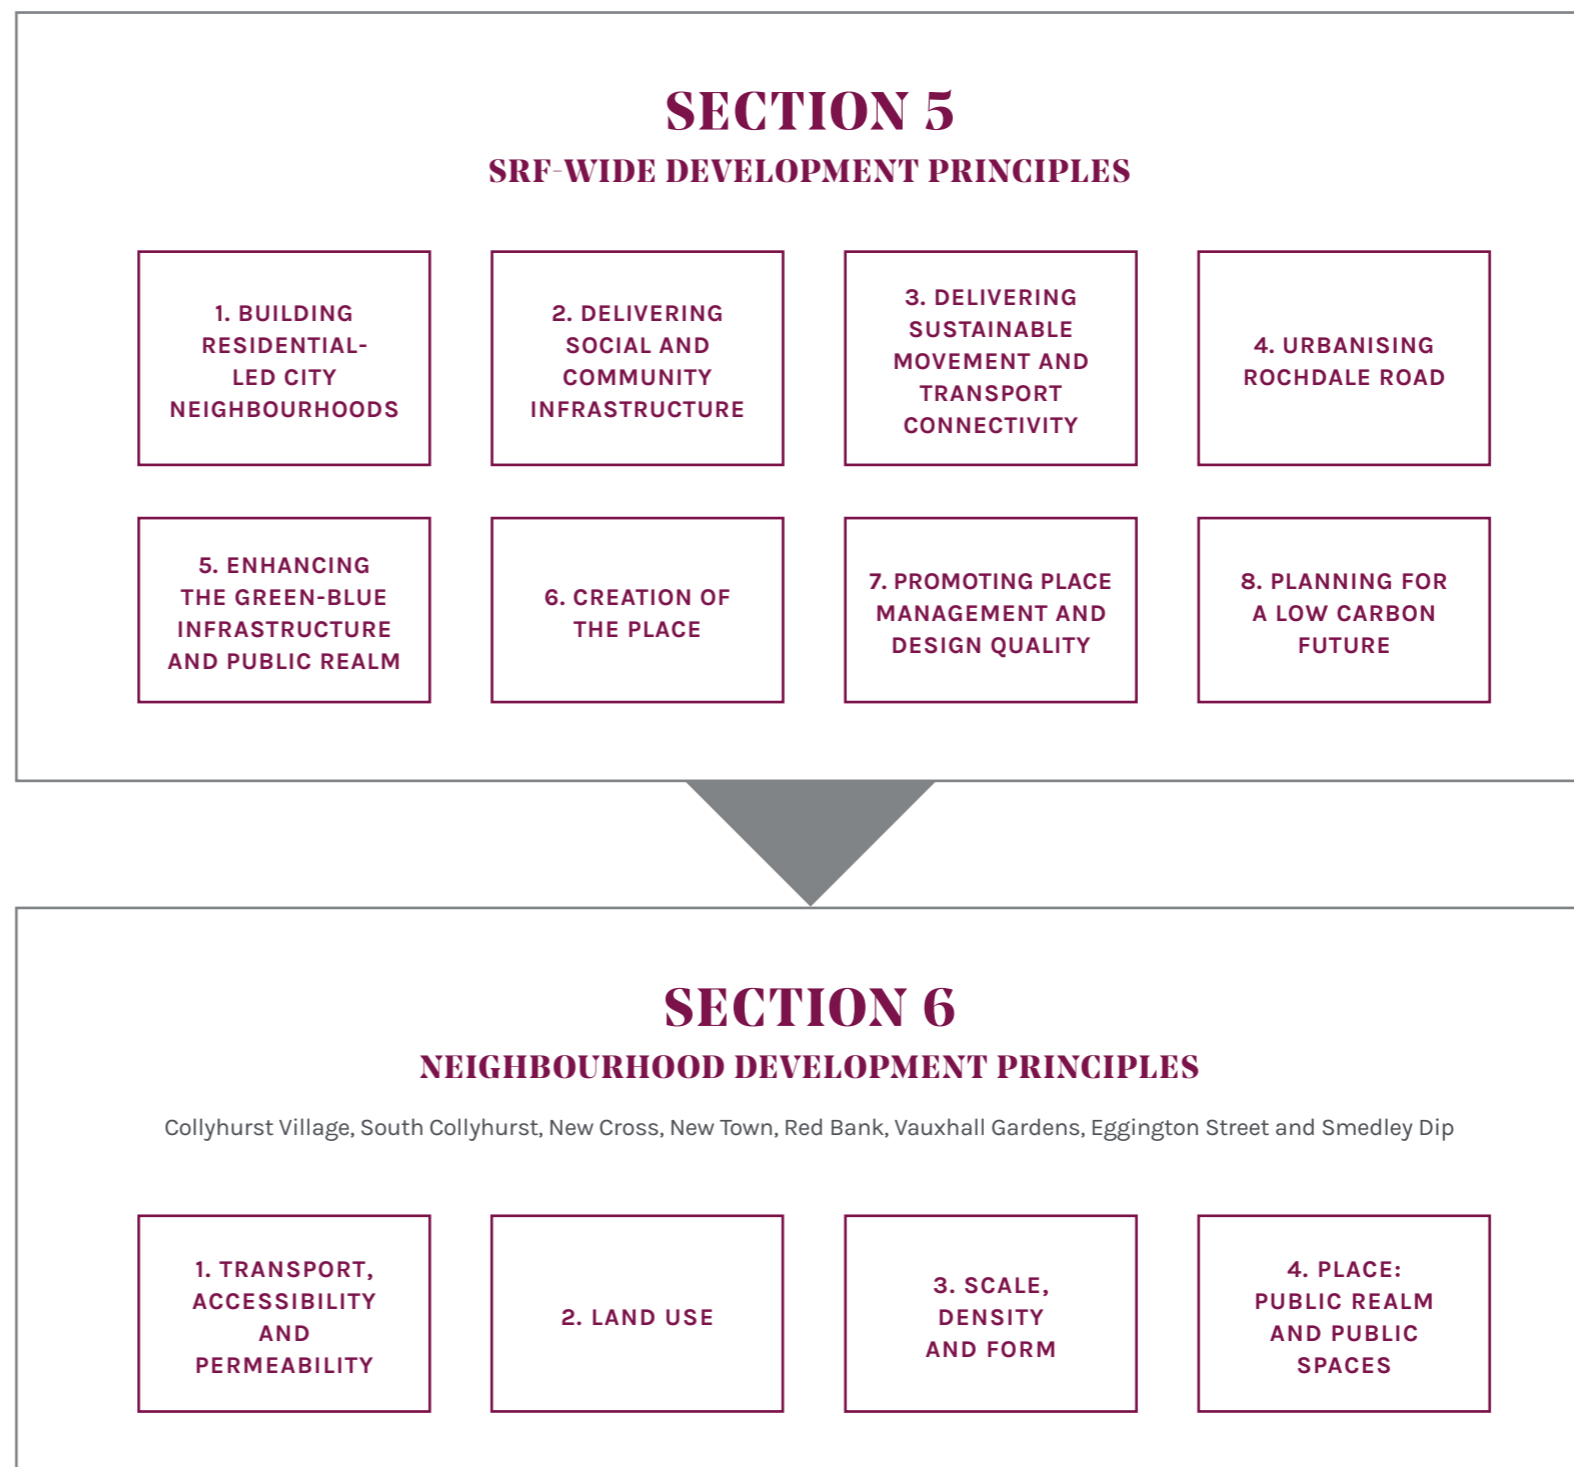 SECTION 5
SRF-WIDE DEVELOPMENT PRINCIPLES
1. BUILDING
RESIDENTIAL-
LED CITY
NEIGHBOURHOODS
2. DELIVERING
SOCIAL AND
COMMUNITY
INFRASTRUCTURE
3. DELIVERING
SUSTAINABLE
MOVEMENT AND
TRANSPORT
CONNECTIVITY
4. URBANISING
ROCHDALE ROAD
5. ENHANCING
THE GREEN-BLUE
INFRASTRUCTURE
AND PUBLIC REALM
6. CREATION OF
THE PLACE
7. PROMOTING PLACE
MANAGEMENT AND
DESIGN QUALITY
8. PLANNING FOR
A LOW CARBON
FUTURE
SECTION 6
NEIGHBOURHOOD DEVELOPMENT PRINCIPLES
Collyhurst Village, South Collyhurst, New Cross, New Town, Red Bank, Vauxhall Gardens, Eggington Street and Smedley Dip
1. TRANSPORT,
ACCESSIBILITY
AND
PERMEABILITY
2. LAND USE
3. SCALE,
DENSITY
AND FORM
4. PLACE:
PUBLIC REALM
AND PUBLIC
SPACES